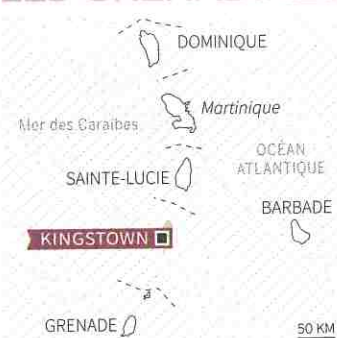 DOMINIQUE
Martinique
Mer des Caraïbes
OCÉAN
ATLANTIQUE
SAINTE-LUCIE
BARBADE
KINGSTOWN
GRENADE
50 KM